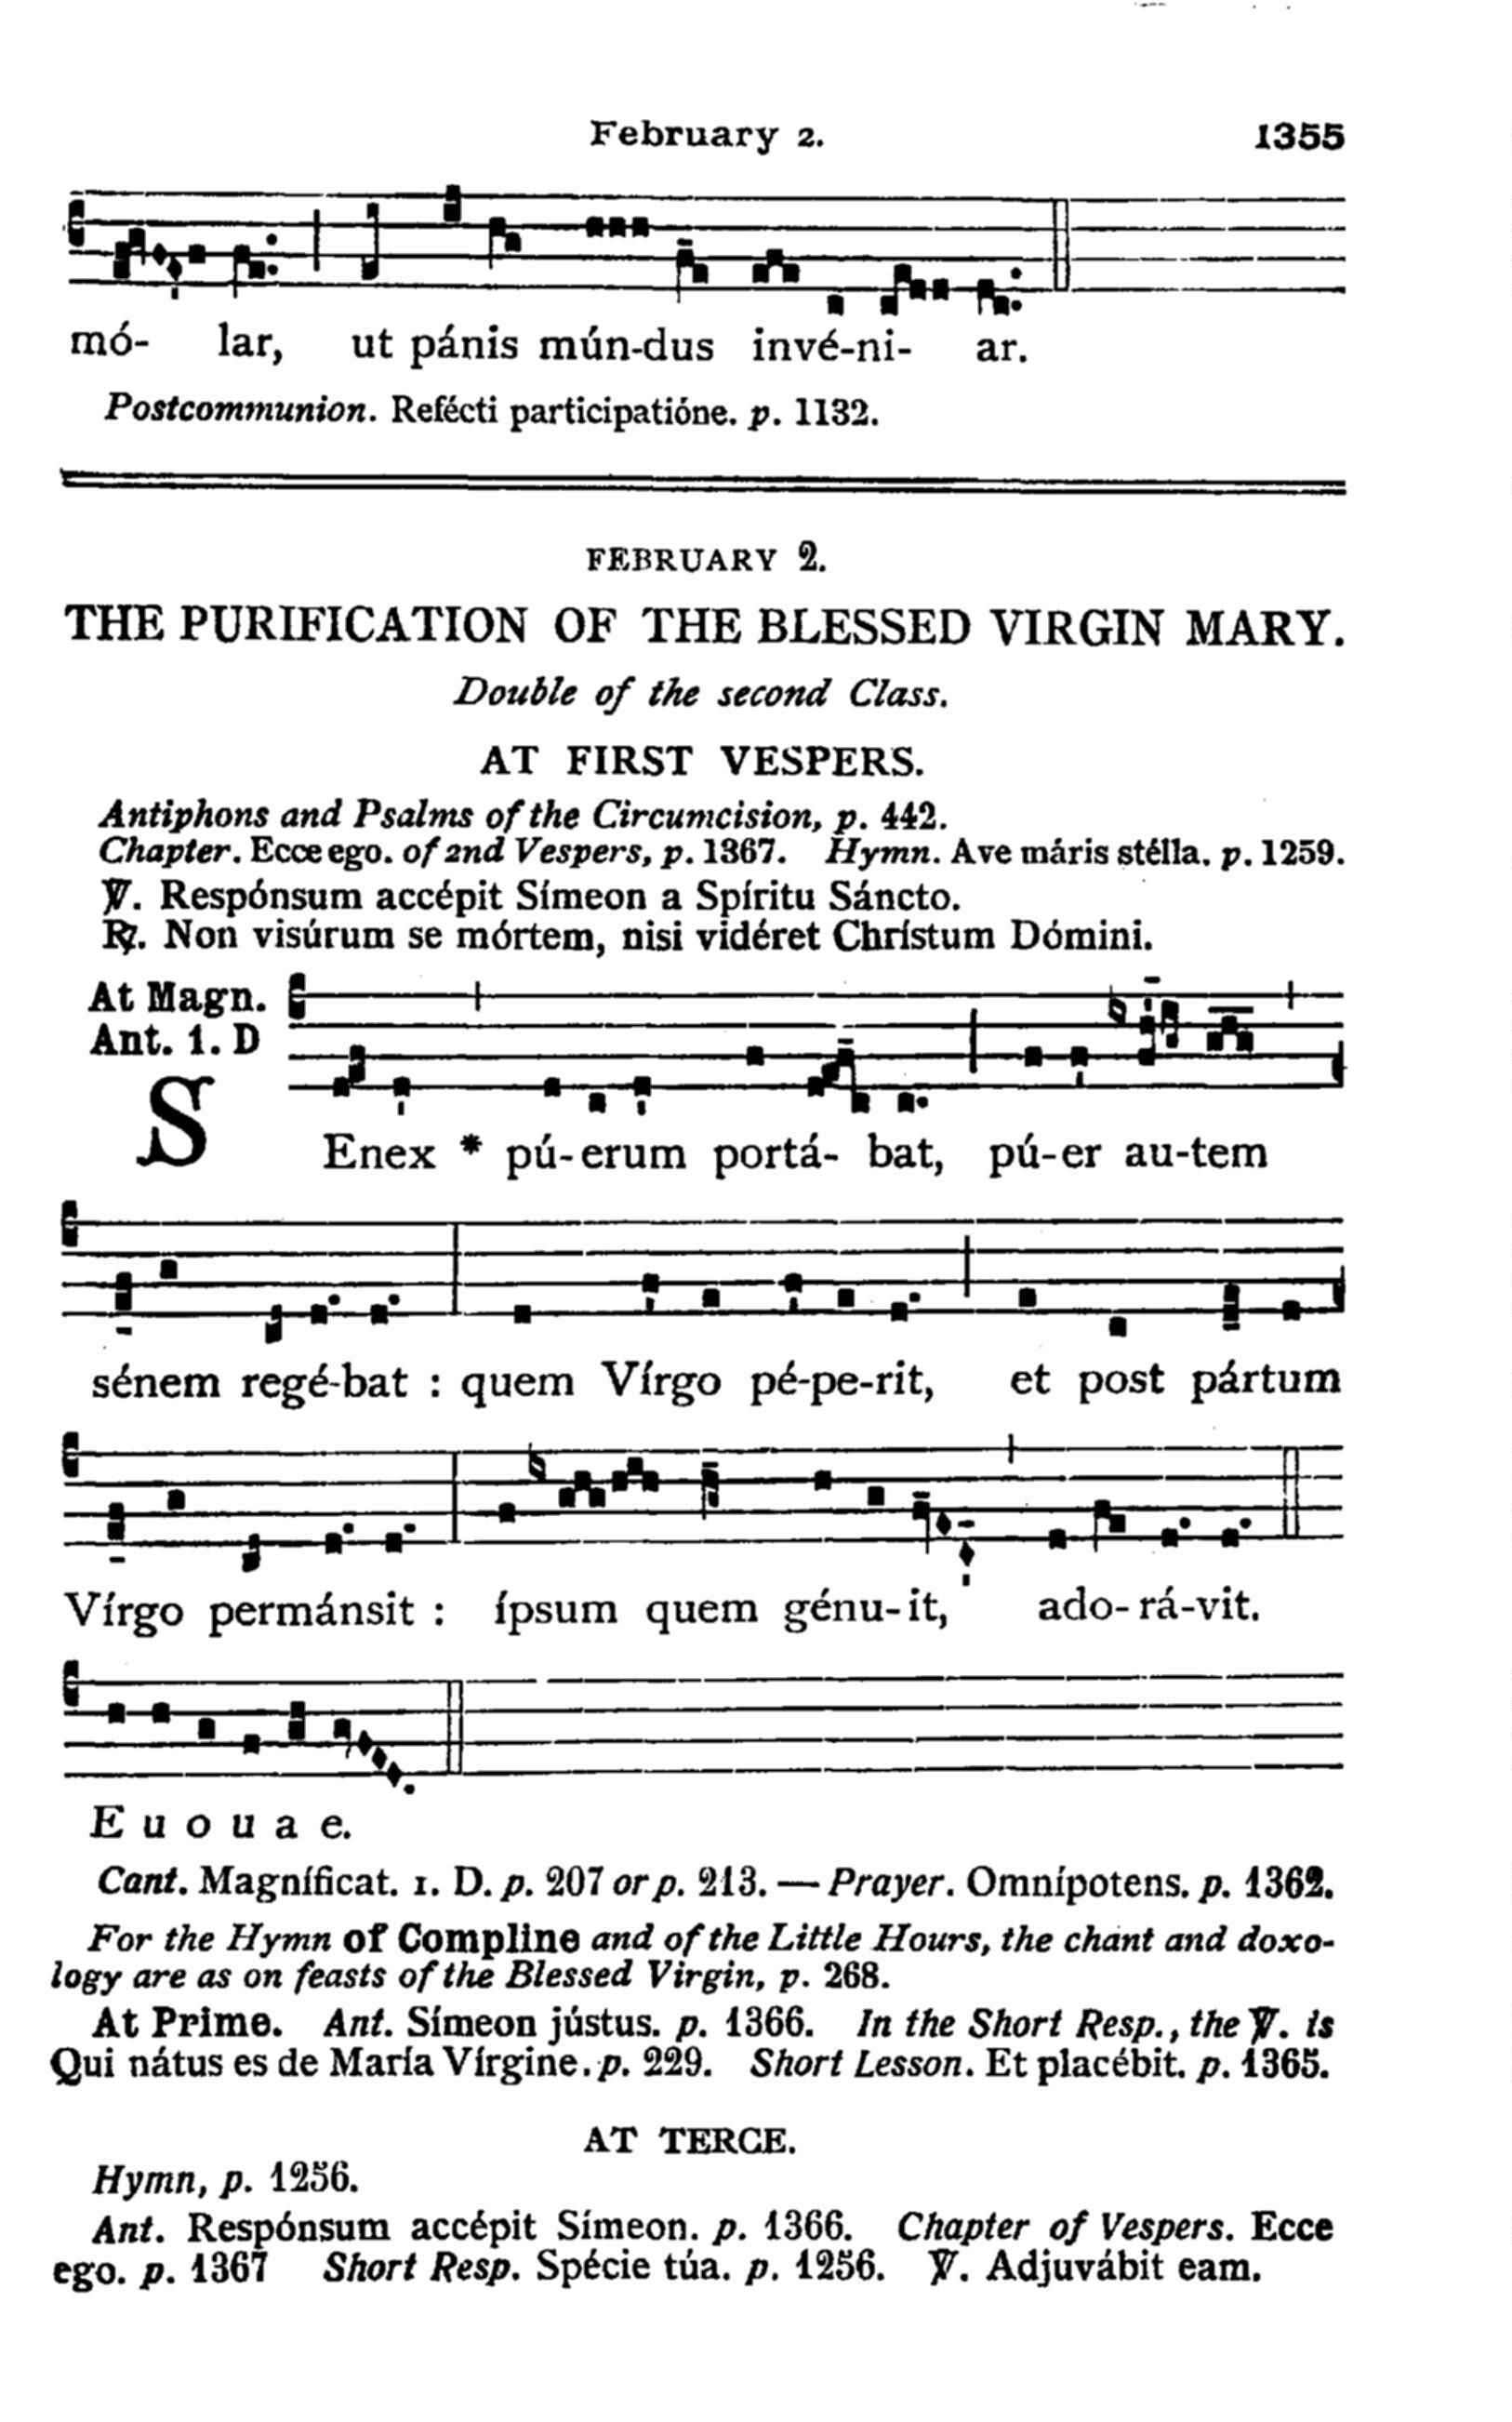 February 2. 1355
mó- lar, ut pánis mún-dus invé-ni- ar.
Postcommunion. Refécti participatióne. p. 1132.
FEBRUARY 2.
THE PURIFICATION OF THE BLESSED VIRGIN MARY.
Double of the second Class.
AT FIRST VESPERS.
Antiphons and Psalms of the Circumcision, p. 442.
Chapter. Ecce ego. of 2nd Vespers, p. 1367. Hymn. Ave máris stélla. p. 1259.
℣. Respónsum accépit Símeon a Spíritu Sáncto.
℟. Non visúrum se mórtem, nisi vidéret Chrístum Dómini.
At Magn.
Ant. 1. D
SEnex * pú-erum portá- bat, pú-er au-tem
sénem regé-bat : quem Vírgo pé-pe-rit, et post pártum
Vírgo permánsit : ípsum quem génu-it, ado-rá-vit.
E u o u a e.
Cant. Magníficat. 1. D. p. 207 or p. 213. — Prayer. Omnípotens. p. 1362.
For the Hymn of Compline and of the Little Hours, the chant and doxo-
logy are as on feasts of the Blessed Virgin, p. 268.
At Prime. Ant. Símeon jústus. p. 1366. In the Short Resp., the ℣. is
Qui nátus es de María Vírgine. p. 229. Short Lesson. Et placébit. p. 1365.
AT TERCE.
Hymn, p. 1256.
Ant. Respónsum accépit Símeon. p. 1366. Chapter of Vespers. Ecce
ego. p. 1367 Short Resp. Spécie túa. p. 1256. ℣. Adjuvábit eam.